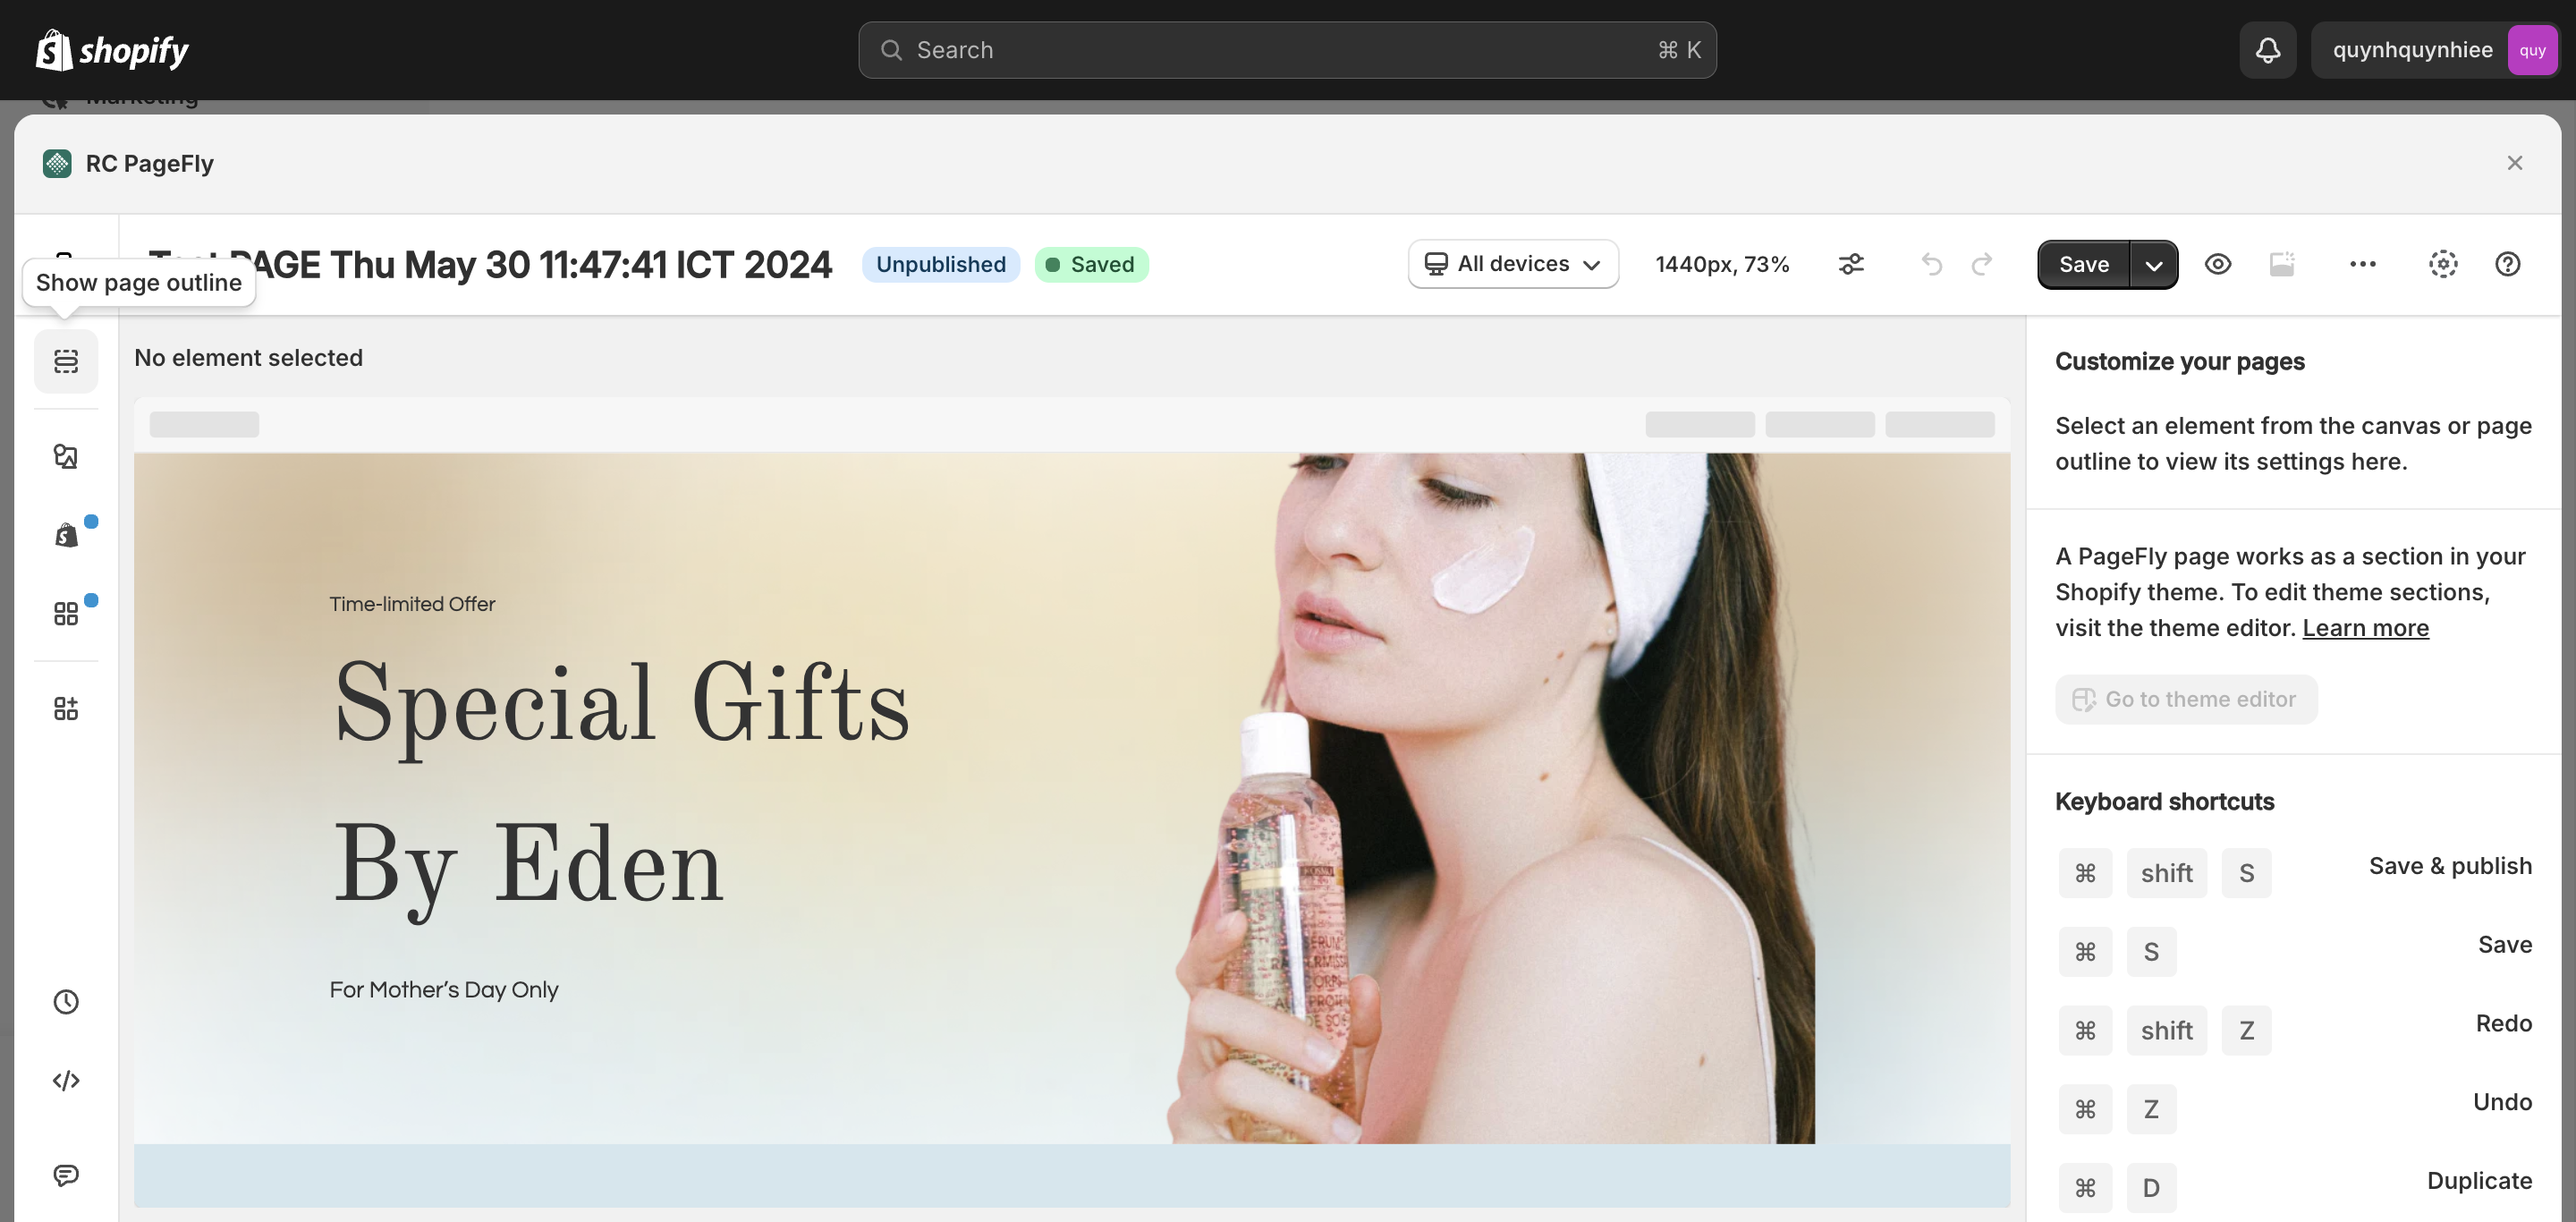 shopify
Search
⌘ K
quynhquynhiee
quy
Marketing
RC PageFly
PAGE Thu May 30 11:47:41 ICT 2024
Unpublished
Saved
All devices
1440px, 73%
Save
Show page outline
No element selected
Time-limited Offer
Special Gifts
By Eden
For Mother's Day Only
Customize your pages
Select an element from the canvas or page
outline to view its settings here.
A PageFly page works as a section in your
Shopify theme. To edit theme sections,
visit the theme editor. Learn more
Go to theme editor
Keyboard shortcuts
⌘ shift S Save & publish
⌘ S Save
⌘ shift Z Redo
⌘ Z Undo
⌘ D Duplicate